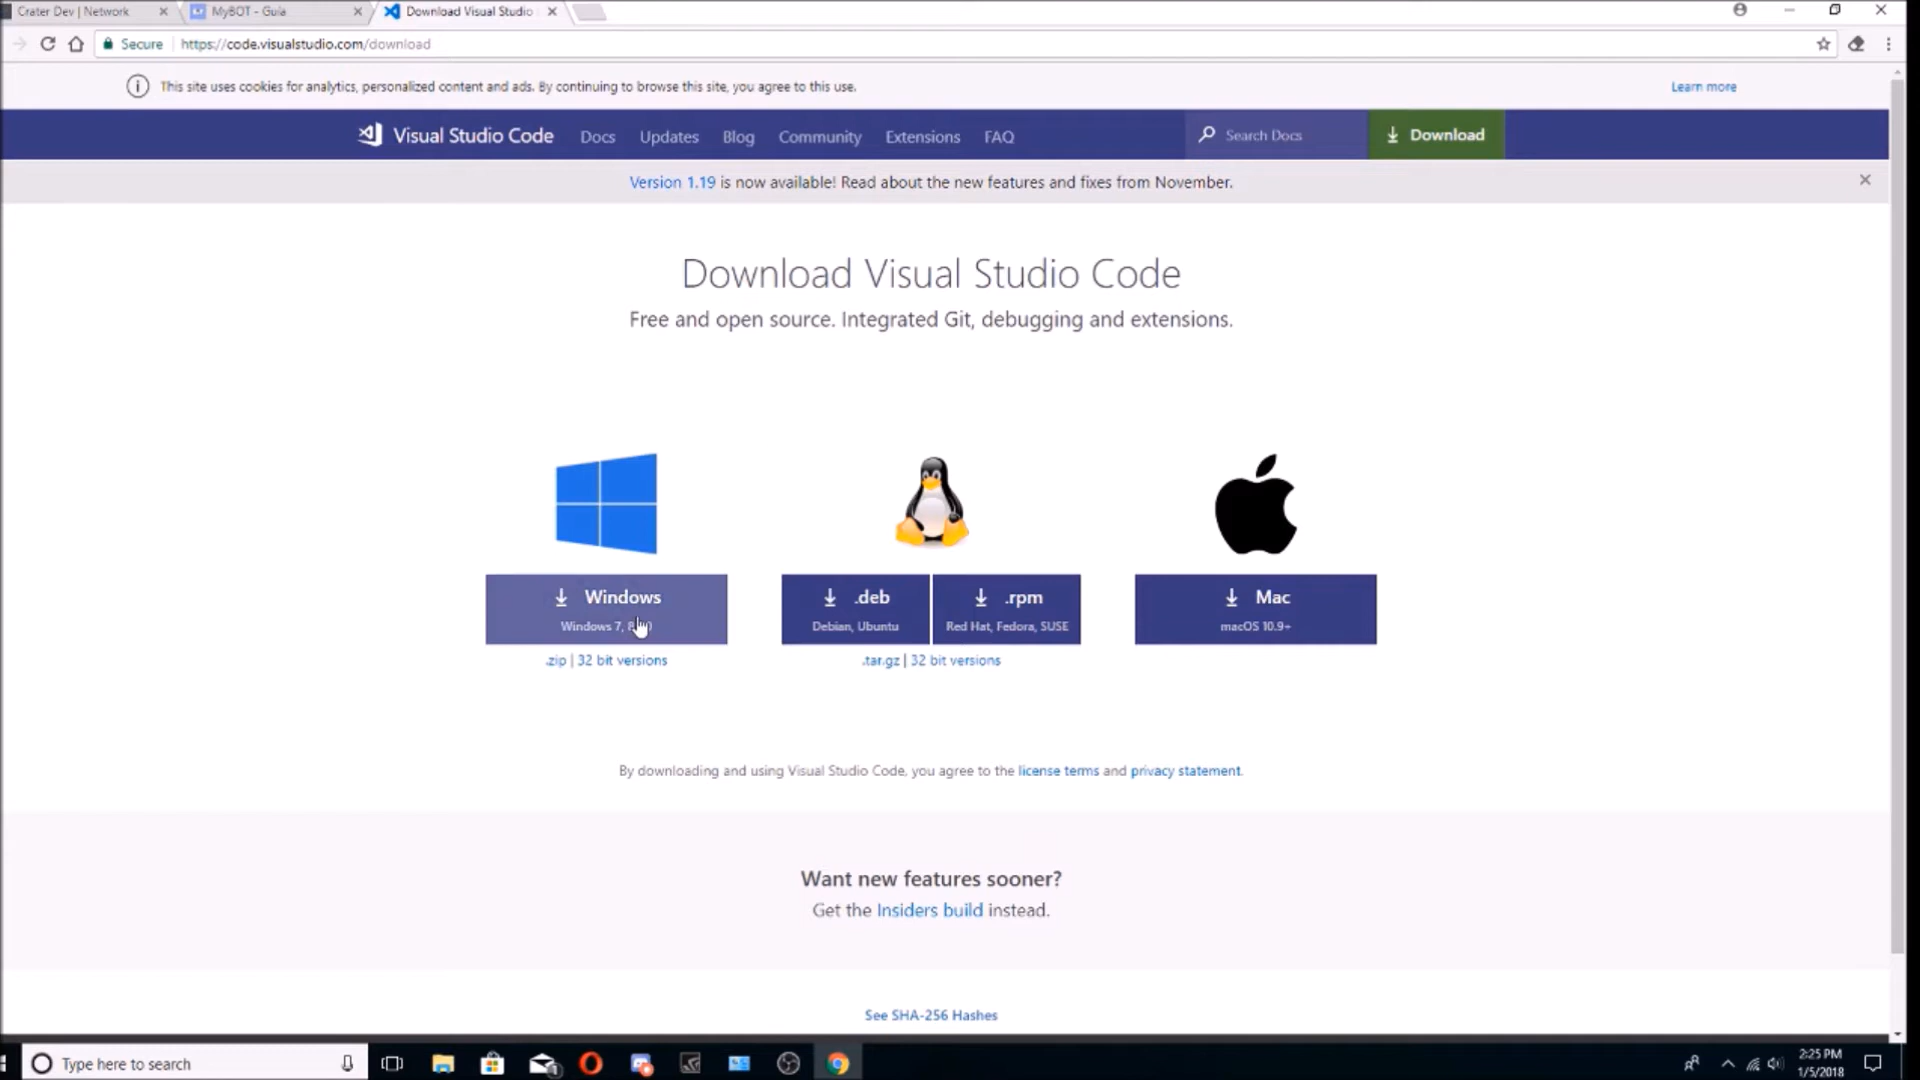 Crater Dev | Network
MyBOT - Guia
Download Visual Studio
Secure
https://code.visualstudio.com/download
This site uses cookies for analytics, personalized content and ads. By continuing to browse this site, you agree to this use.
Learn more
Visual Studio Code
Docs
Updates
Blog
Community
Extensions
FAQ
Search Docs
Download
Version 1.19 is now available! Read about the new features and fixes from November.
Download Visual Studio Code
Free and open source. Integrated Git, debugging and extensions.
Windows
Windows 7,
.deb
Debian, Ubuntu
.rpm
Red Hat, Fedora, SUSE
Mac
macOS 10.9+
.zip | 32 bit versions
.tar.gz | 32 bit versions
By downloading and using Visual Studio Code, you agree to the license terms and privacy statement.
Want new features sooner?
Get the Insiders build instead.
See SHA-256 Hashes
Type here to search
2:25 PM
1/5/2018